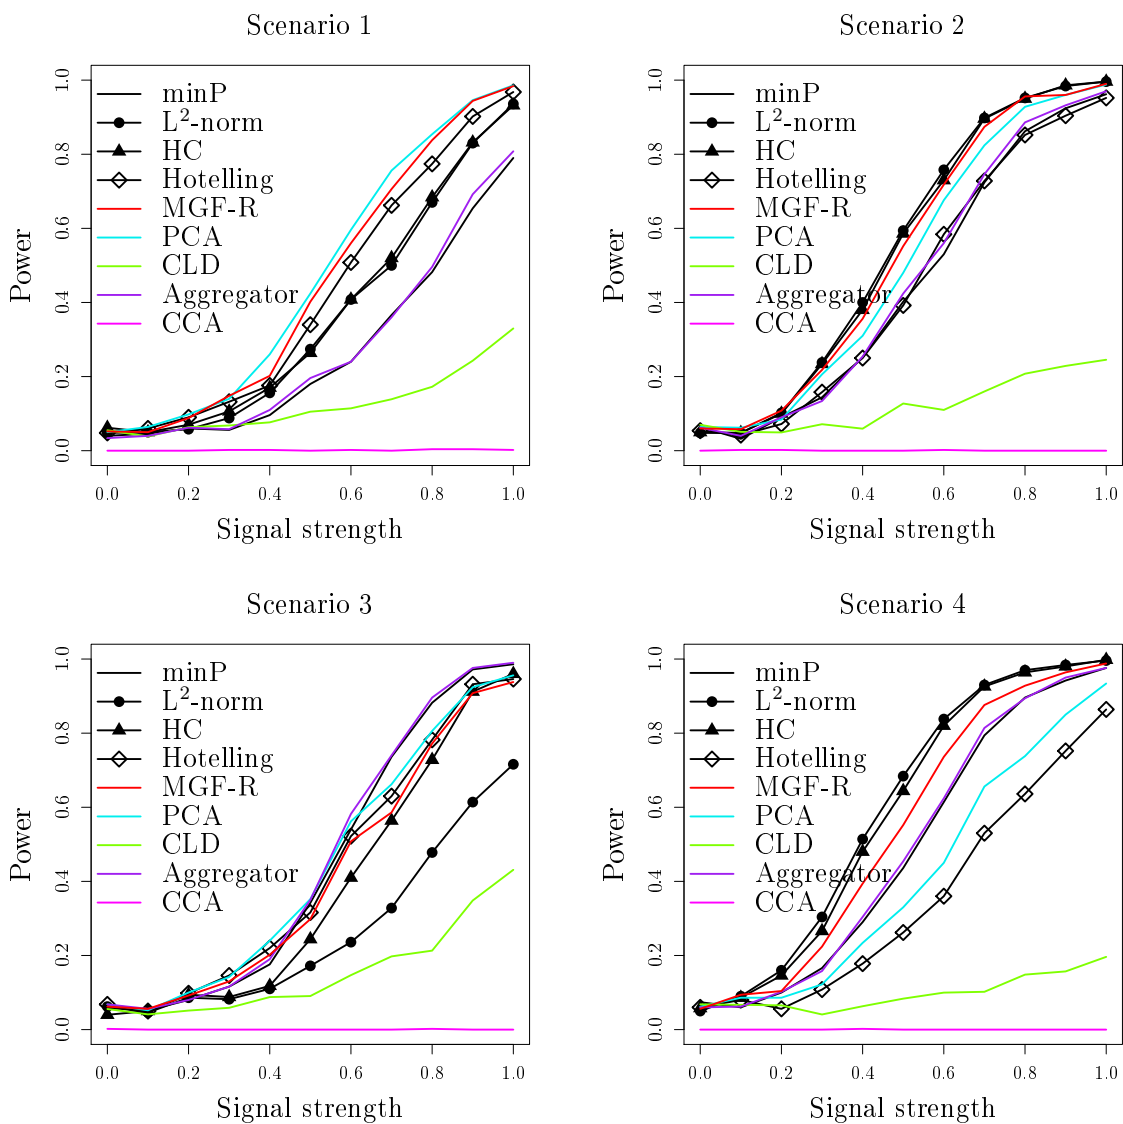 Scenario 1
Power
1.0
0.8
0.6
0.4
0.2
0.0
minP
L²-norm
HC
Hotelling
MGF-R
PCA
CLD
Aggregator
CCA
0.0 0.2 0.4 0.6 0.8 1.0
Signal strength
Scenario 2
Power
1.0
0.8
0.6
0.4
0.2
0.0
minP
L²-norm
HC
Hotelling
MGF-R
PCA
CLD
Aggregator
CCA
0.0 0.2 0.4 0.6 0.8 1.0
Signal strength
Scenario 3
Power
1.0
0.8
0.6
0.4
0.2
0.0
minP
L²-norm
HC
Hotelling
MGF-R
PCA
CLD
Aggregator
CCA
0.0 0.2 0.4 0.6 0.8 1.0
Signal strength
Scenario 4
Power
1.0
0.8
0.6
0.4
0.2
0.0
minP
L²-norm
HC
Hotelling
MGF-R
PCA
CLD
Aggregator
CCA
0.0 0.2 0.4 0.6 0.8 1.0
Signal strength